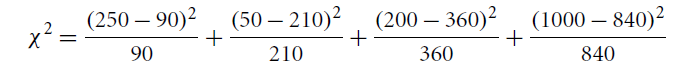 χ² = (250 – 90)²/90 + (50 – 210)²/210 + (200 – 360)²/360 + (1000 – 840)²/840